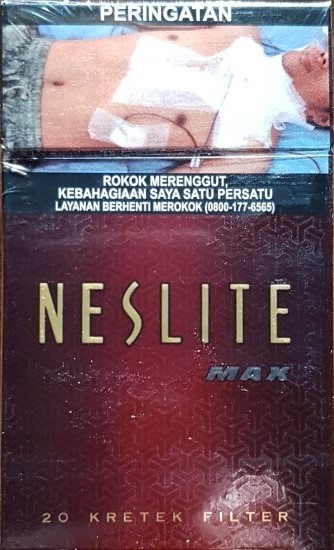 PERINGATAN
ROKOK MERENGGUT,
KEBAHAGIAAN SAYA SATU PERSATU
LAYANAN BERHENTI MEROKOK (0800-177-6565)
NESLITE
MAX
20 KRETEK FILTER